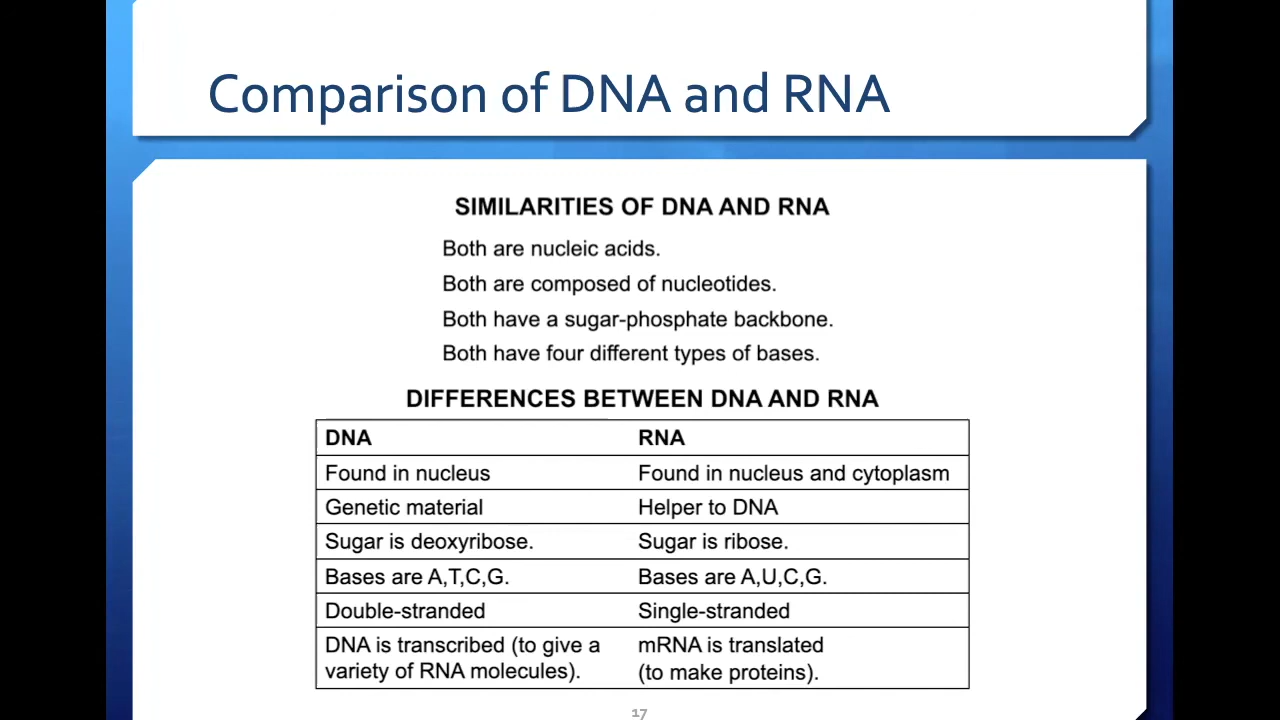 Comparison of DNA and RNA
SIMILARITIES OF DNA AND RNA
Both are nucleic acids.
Both are composed of nucleotides.
Both have a sugar-phosphate backbone.
Both have four different types of bases.
DIFFERENCES BETWEEN DNA AND RNA
DNA RNA
Found in nucleus Found in nucleus and cytoplasm
Genetic material Helper to DNA
Sugar is deoxyribose. Sugar is ribose.
Bases are A,T,C,G. Bases are A,U,C,G.
Double-stranded Single-stranded
DNA is transcribed (to give a mRNA is translated
variety of RNA molecules). (to make proteins).
17